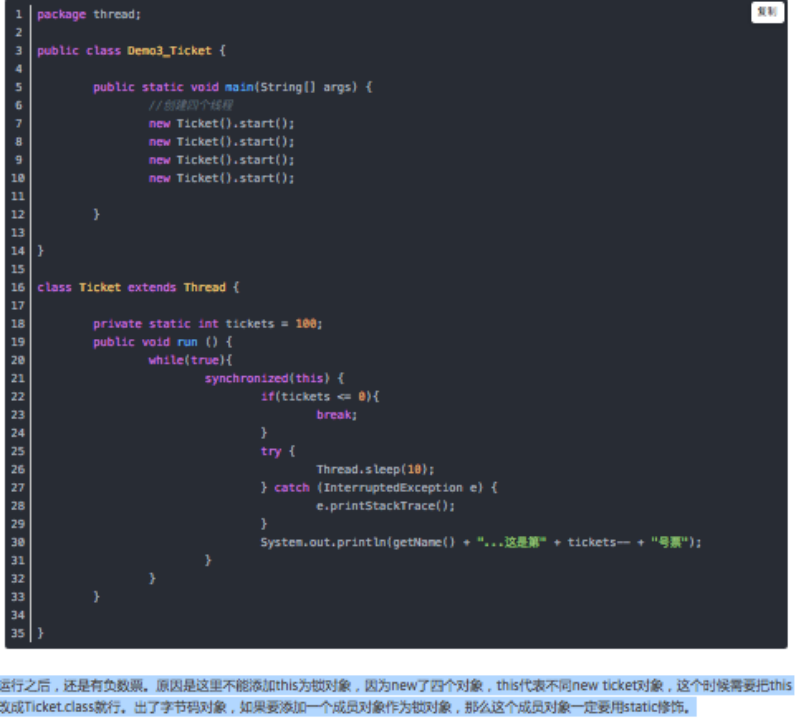 复制
1 package thread;
2
3 public class Demo3_Ticket {
4
5 public static void main(String[] args) {
6 //创建四个线程
7 new Ticket().start();
8 new Ticket().start();
9 new Ticket().start();
10 new Ticket().start();
11
12 }
13
14 }
15
16 class Ticket extends Thread {
17
18 private static int tickets = 100;
19 public void run () {
20 while(true){
21 synchronized(this) {
22 if(tickets <= 0){
23 break;
24 }
25 try {
26 Thread.sleep(10);
27 } catch (InterruptedException e) {
28 e.printStackTrace();
29 }
30 System.out.println(getName() + "...这是第" + tickets-- + "号票");
31 }
32 }
33 }
34
35 }
运行之后，还是有负数票。原因是这里不能添加this为锁对象，因为new了四个对象，this代表不同new ticket对象，这个时候需要把this
改成Ticket.class就行。出了字节码对象，如果要添加一个成员对象作为锁对象，那么这个成员对象一定要用static修饰。